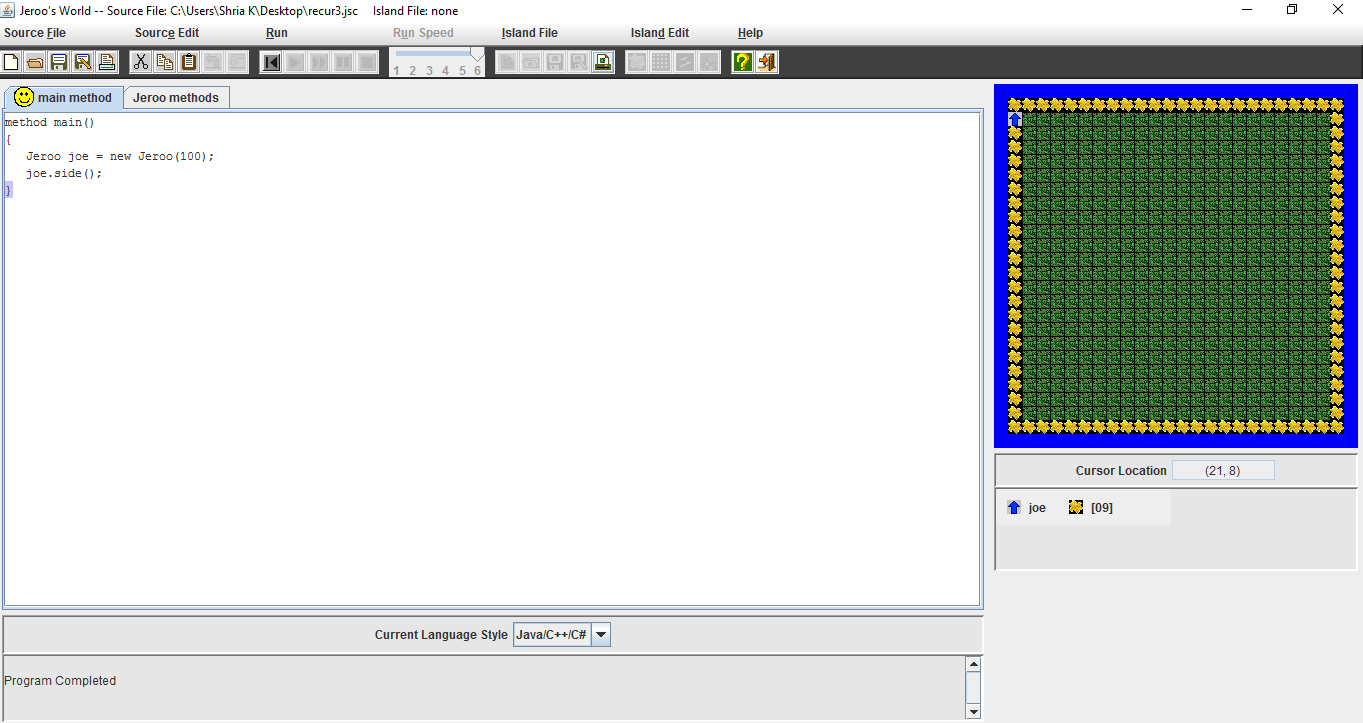 Jeroo's World -- Source File: C:\Users\Shria K\Desktop\recur3.jsc     Island File: none
Source File   Source Edit   Run   Run Speed   Island File   Island Edit   Help
1 2 3 4 5 6
?
main method   Jeroo methods
method main()
{
   Jeroo joe = new Jeroo(100);
   joe.side();
}
Cursor Location   (21, 8)
joe   [09]
Current Language Style   Java/C++/C#
Program Completed